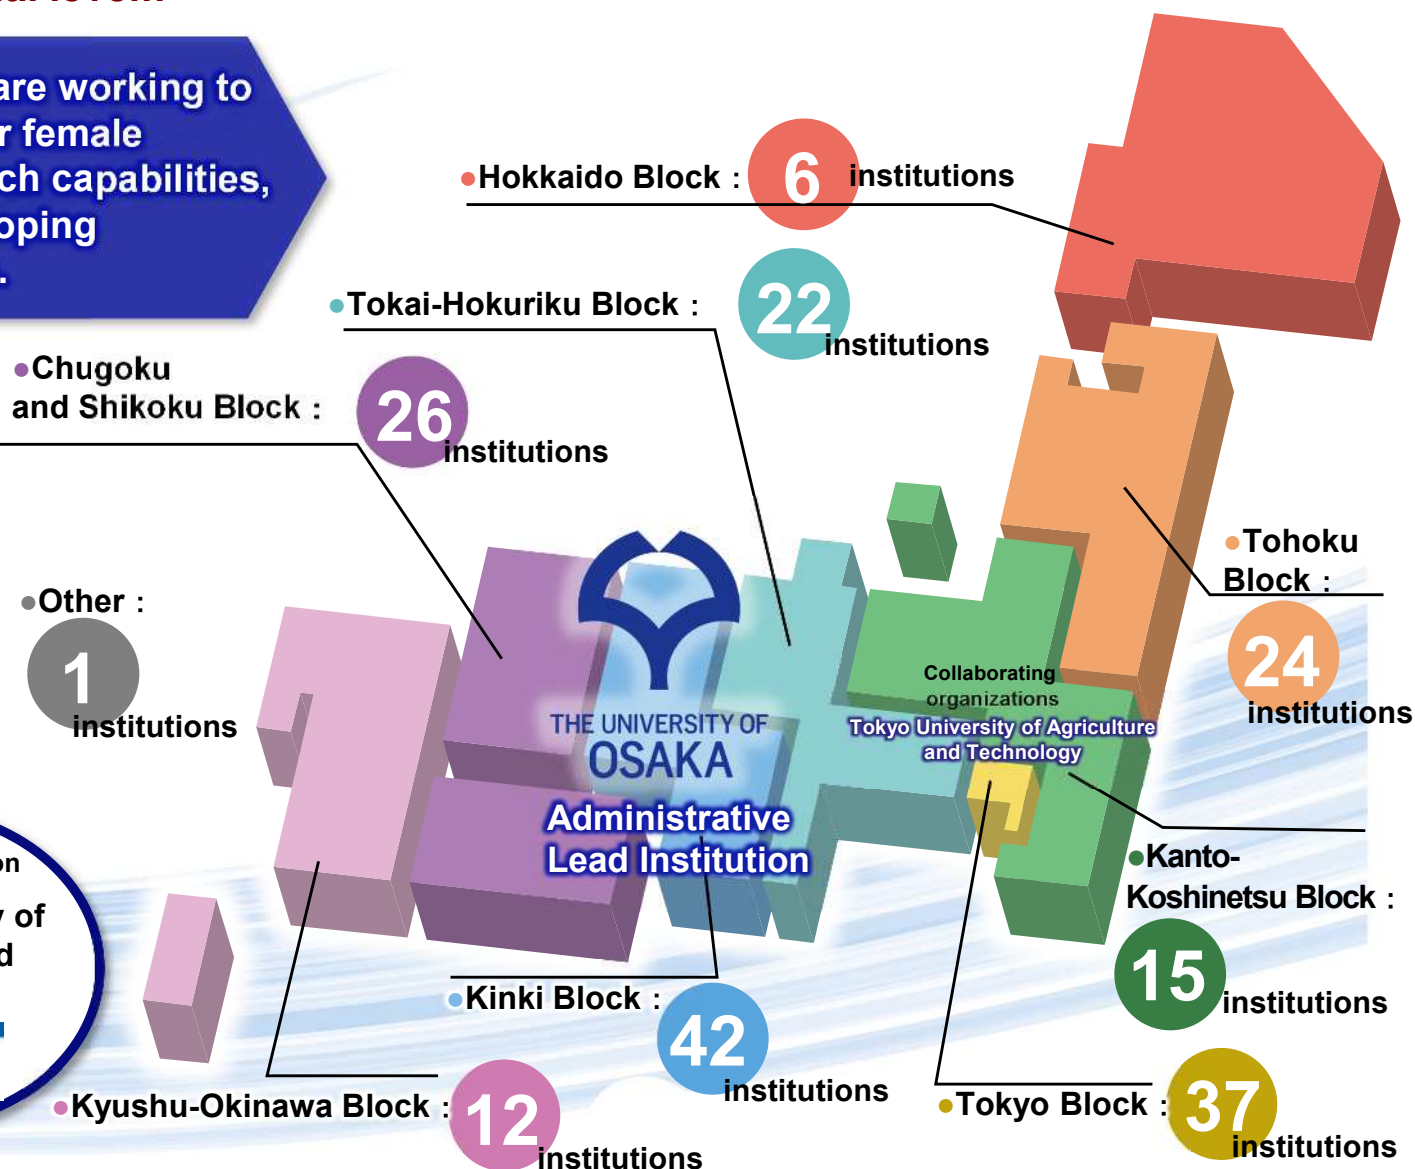 are working to
female
capabilities,
●Hokkaido Block : 6 institutions
●Tokai-Hokuriku Block : 22
institutions
●Chugoku
and Shikoku Block : 26
institutions
●Tohoku
Block :
24
institutions
●Other :
1
institutions
Collaborating
organizations
Tokyo University of Agriculture
and Technology
THE UNIVERSITY OF
OSAKA
Administrative
Lead Institution
●Kanto-
Koshinetsu Block :
15
institutions
of
●Kinki Block :
42
institutions
●Kyushu-Okinawa Block : 12
institutions
●Tokyo Block : 37
institutions